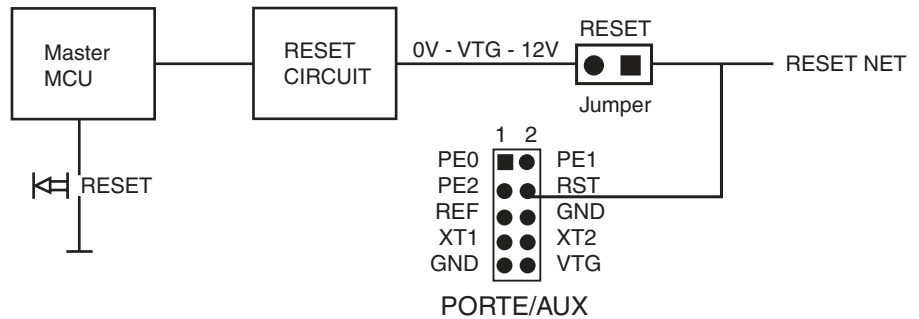 Master
MCU
RESET
CIRCUIT
0V - VTG - 12V
RESET
Jumper
RESET NET
RESET
1 2
PE0 PE1
PE2 RST
REF GND
XT1 XT2
GND VTG
PORTE/AUX